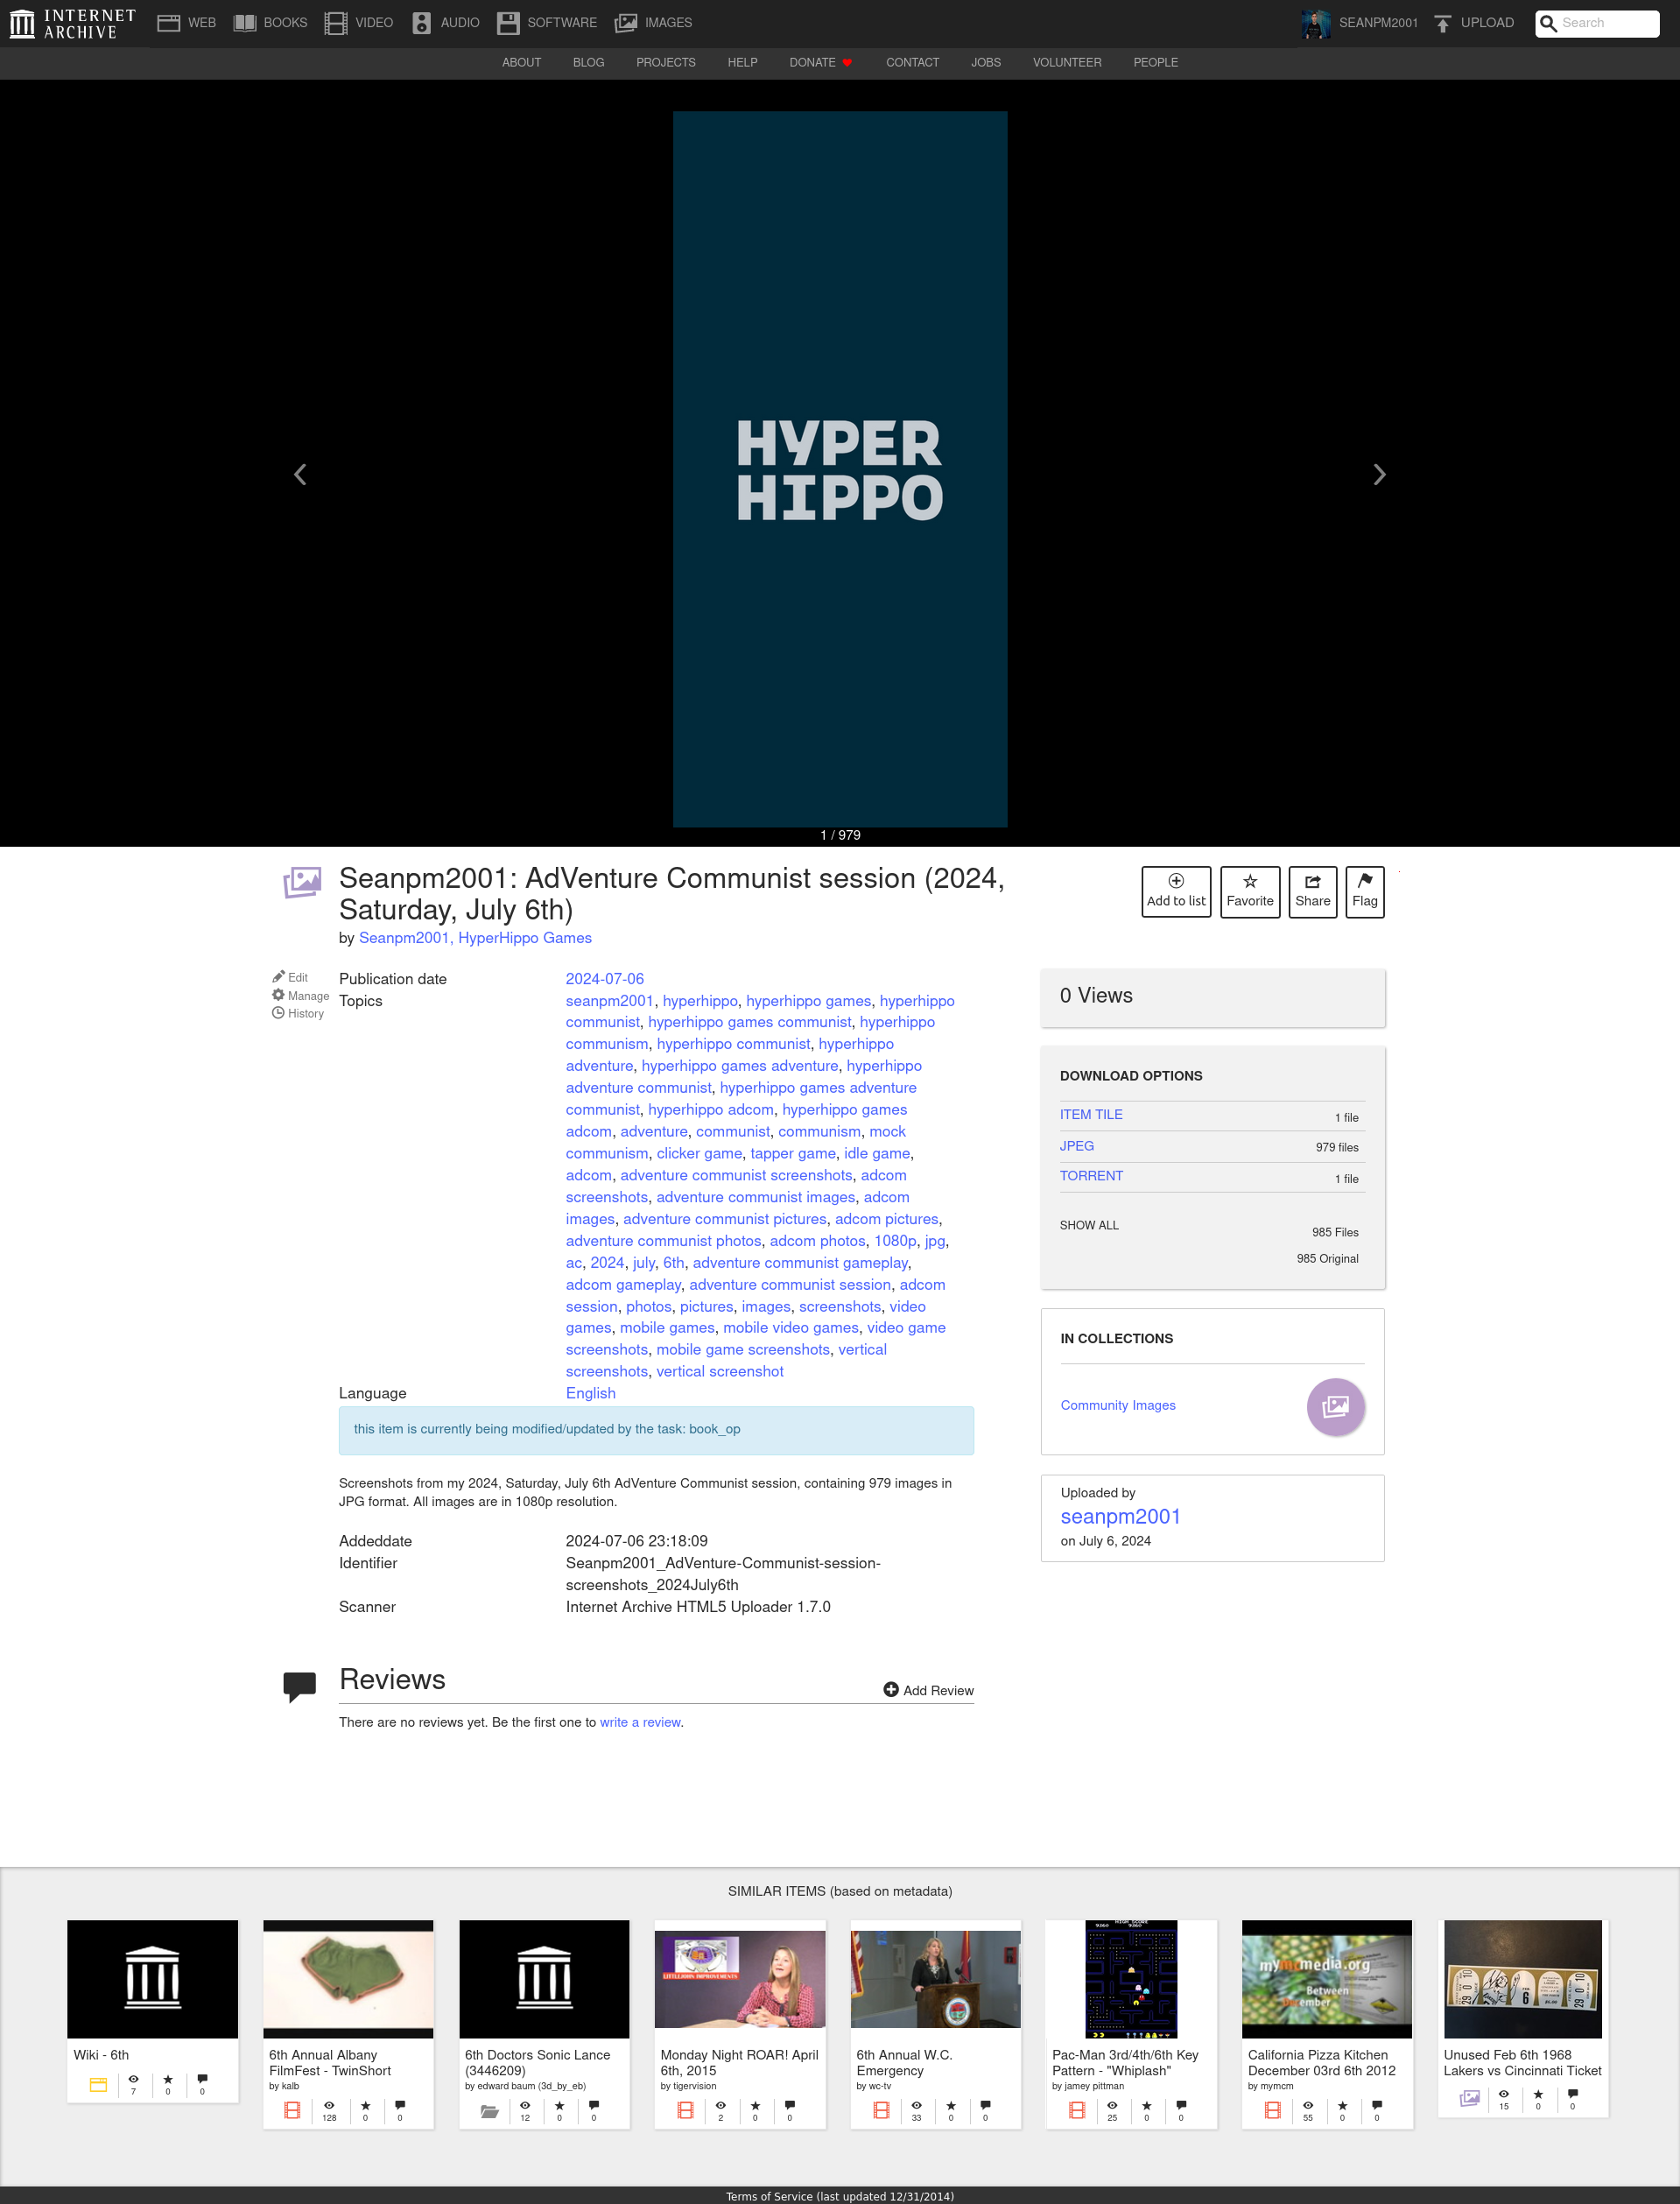 INTERNET ARCHIVE
WEB
BOOKS
VIDEO
AUDIO
SOFTWARE
IMAGES
SEANPM2001
UPLOAD
Search
ABOUT
BLOG
PROJECTS
HELP
DONATE
CONTACT
JOBS
VOLUNTEER
PEOPLE
HYPER
HIPPO
1 / 979
Seanpm2001: AdVenture Communist session (2024,
Saturday, July 6th)
by Seanpm2001, HyperHippo Games
Add to list
Favorite
Share
Flag
Edit
Manage
History
Publication date 2024-07-06
Topics seanpm2001, hyperhippo, hyperhippo games, hyperhippo
communist, hyperhippo games communist, hyperhippo
communism, hyperhippo communist, hyperhippo
adventure, hyperhippo games adventure, hyperhippo
adventure communist, hyperhippo games adventure
communist, hyperhippo adcom, hyperhippo games
adcom, adventure, communist, communism, mock
communism, clicker game, tapper game, idle game,
adcom, adventure communist screenshots, adcom
screenshots, adventure communist images, adcom
images, adventure communist pictures, adcom pictures,
adventure communist photos, adcom photos, 1080p, jpg,
ac, 2024, july, 6th, adventure communist gameplay,
adcom gameplay, adventure communist session, adcom
session, photos, pictures, images, screenshots, video
games, mobile games, mobile video games, video game
screenshots, mobile game screenshots, vertical
screenshots, vertical screenshot
Language English
this item is currently being modified/updated by the task: book_op
Screenshots from my 2024, Saturday, July 6th AdVenture Communist session, containing 979 images in
JPG format. All images are in 1080p resolution.
Addeddate 2024-07-06 23:18:09
Identifier Seanpm2001_AdVenture-Communist-session-
screenshots_2024July6th
Scanner Internet Archive HTML5 Uploader 1.7.0
0 Views
DOWNLOAD OPTIONS
ITEM TILE 1 file
JPEG 979 files
TORRENT 1 file
SHOW ALL 985 Files
985 Original
IN COLLECTIONS
Community Images
Uploaded by
seanpm2001
on July 6, 2024
Reviews
Add Review
There are no reviews yet. Be the first one to write a review.
SIMILAR ITEMS (based on metadata)
Wiki - 6th
7 0 0
6th Annual Albany
FilmFest - TwinShort
by kalb
128 0 0
6th Doctors Sonic Lance
(3446209)
by edward baum (3d_by_eb)
12 0 0
LITTLEJOHN IMPROVEMENTS
Monday Night ROAR! April
6th, 2015
by tigervision
2 0 0
6th Annual W.C.
Emergency
by wc-tv
33 0 0
HIGH SCORE
Pac-Man 3rd/4th/6th Key
Pattern - "Whiplash"
by jamey pittman
25 0 0
mymcmedia.org
Between
California Pizza Kitchen
December 03rd 6th 2012
by mymcm
55 0 0
Unused Feb 6th 1968
Lakers vs Cincinnati Ticket
15 0 0
Terms of Service (last updated 12/31/2014)